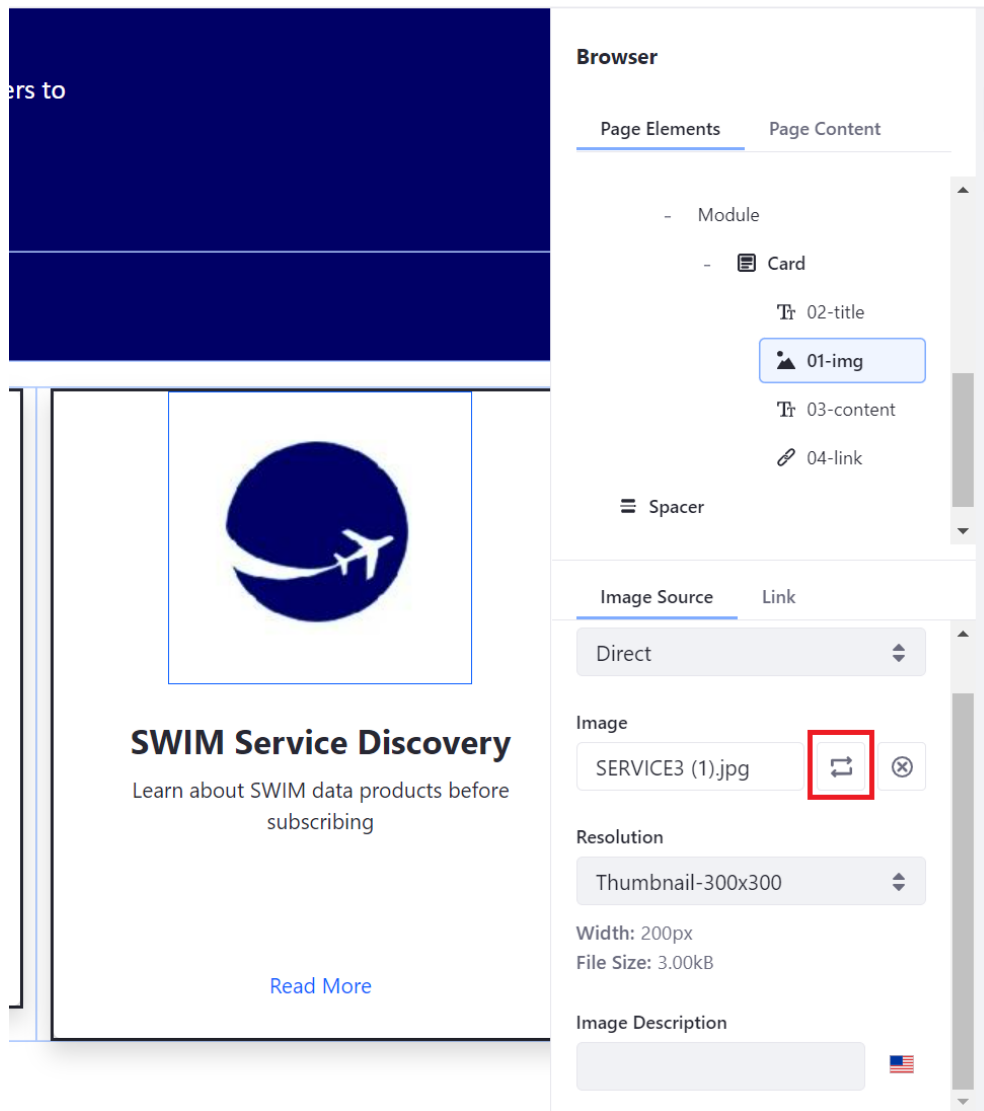 ers to
SWIM Service Discovery
Learn about SWIM data products before
subscribing
Read More
Browser
Page Elements
Page Content
- Module
- Card
02-title
01-img
03-content
04-link
Spacer
Image Source
Link
Direct
Image
SERVICE3 (1).jpg
Resolution
Thumbnail-300x300
Width: 200px
File Size: 3.00kB
Image Description